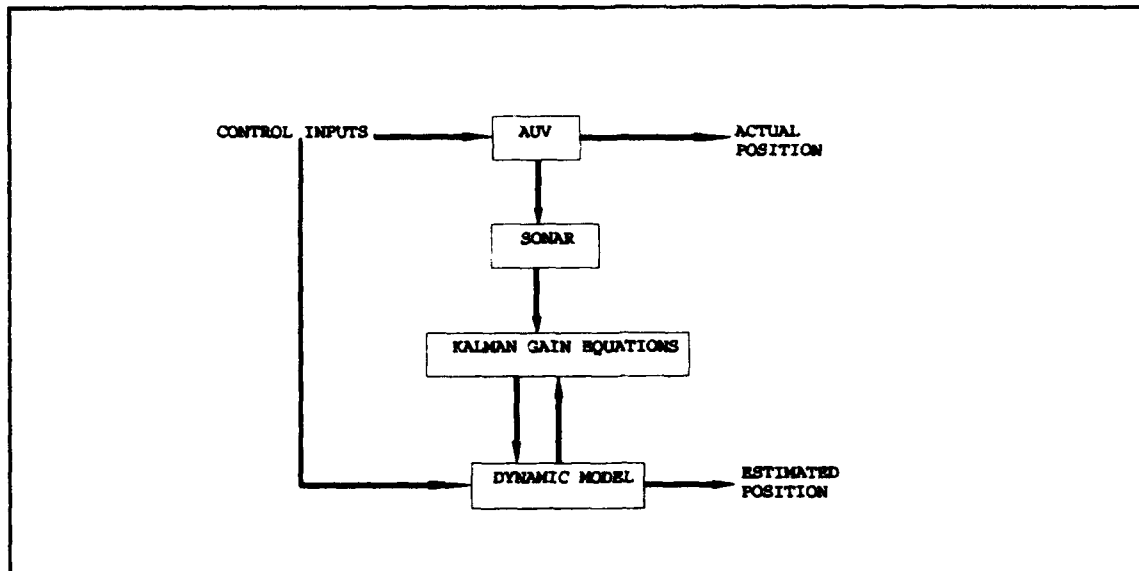 CONTROL INPUTS
AUV
ACTUAL
POSITION
SONAR
KALMAN GAIN EQUATIONS
DYNAMIC MODEL
ESTIMATED
POSITION